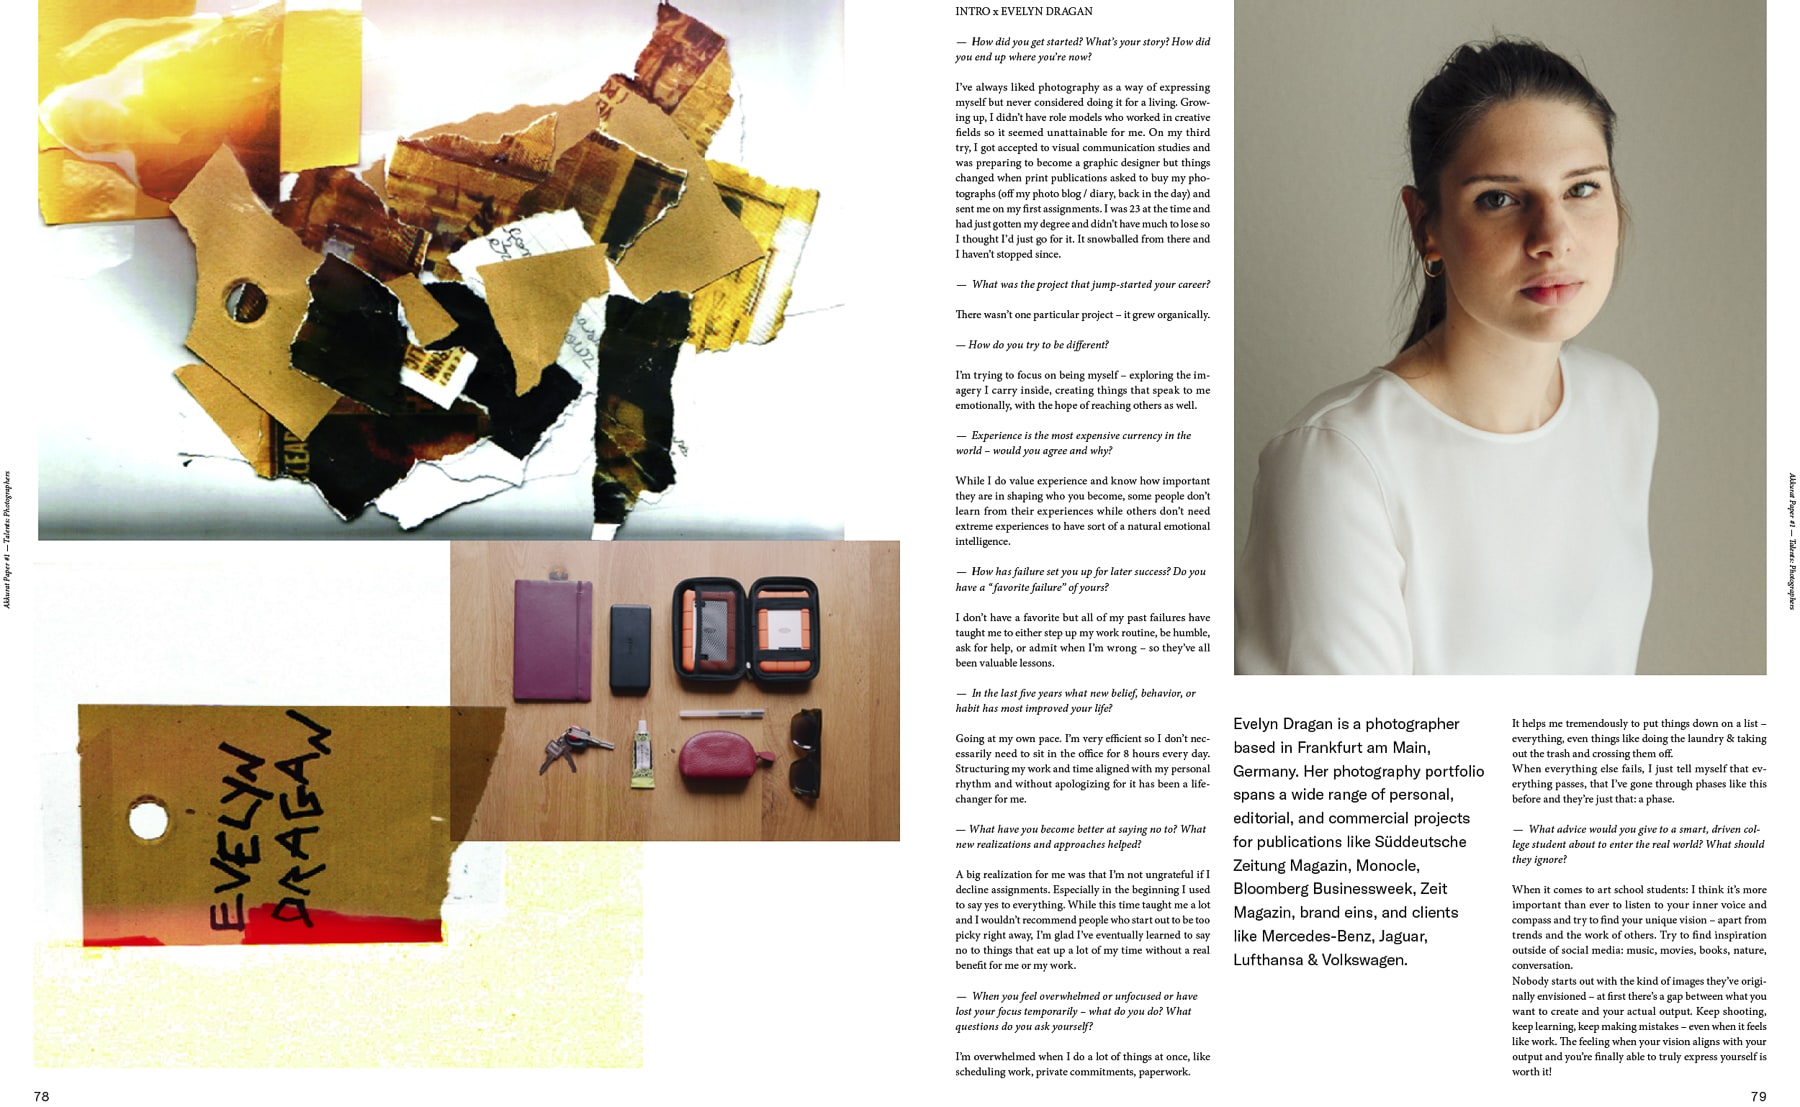 Akkurat Paper #1 — Talents: Photographers
CLEAR
EVELYN
DRAGAN
78
INTRO x EVELYN DRAGAN
— How did you get started? What's your story? How did
you end up where you're now?
I've always liked photography as a way of expressing
myself but never considered doing it for a living. Grow-
ing up, I didn't have role models who worked in creative
fields so it seemed unattainable for me. On my third
try, I got accepted to visual communication studies and
was preparing to become a graphic designer but things
changed when print publications asked to buy my pho-
tographs (off my photo blog / diary, back in the day) and
sent me on my first assignments. I was 23 at the time and
had just gotten my degree and didn't have much to lose so
I thought I'd just go for it. It snowballed from there and
I haven't stopped since.
— What was the project that jump-started your career?
There wasn't one particular project – it grew organically.
— How do you try to be different?
I'm trying to focus on being myself – exploring the im-
agery I carry inside, creating things that speak to me
emotionally, with the hope of reaching others as well.
— Experience is the most expensive currency in the
world – would you agree and why?
While I do value experience and know how important
they are in shaping who you become, some people don't
learn from their experiences while others don't need
extreme experiences to have sort of a natural emotional
intelligence.
— How has failure set you up for later success? Do you
have a “favorite failure” of yours?
I don't have a favorite but all of my past failures have
taught me to either step up my work routine, be humble,
ask for help, or admit when I'm wrong – so they've all
been valuable lessons.
— In the last five years what new belief, behavior, or
habit has most improved your life?
Going at my own pace. I'm very efficient so I don't nec-
essarily need to sit in the office for 8 hours every day.
Structuring my work and time aligned with my personal
rhythm and without apologizing for it has been a life-
changer for me.
— What have you become better at saying no to? What
new realizations and approaches helped?
A big realization for me was that I'm not ungrateful if I
decline assignments. Especially in the beginning I used
to say yes to everything. While this time taught me a lot
and I wouldn't recommend people who start out to be too
picky right away, I'm glad I've eventually learned to say
no to things that eat up a lot of my time without a real
benefit for me or my work.
— When you feel overwhelmed or unfocused or have
lost your focus temporarily – what do you do? What
questions do you ask yourself?
I'm overwhelmed when I do a lot of things at once, like
scheduling work, private commitments, paperwork.
Evelyn Dragan is a photographer
based in Frankfurt am Main,
Germany. Her photography portfolio
spans a wide range of personal,
editorial, and commercial projects
for publications like Süddeutsche
Zeitung Magazin, Monocle,
Bloomberg Businessweek, Zeit
Magazin, brand eins, and clients
like Mercedes-Benz, Jaguar,
Lufthansa & Volkswagen.
It helps me tremendously to put things down on a list –
everything, even things like doing the laundry & taking
out the trash and crossing them off.
When everything else fails, I just tell myself that ev-
erything passes, that I've gone through phases like this
before and they're just that: a phase.
— What advice would you give to a smart, driven col-
lege student about to enter the real world? What should
they ignore?
When it comes to art school students: I think it's more
important than ever to listen to your inner voice and
compass and try to find your unique vision – apart from
trends and the work of others. Try to find inspiration
outside of social media: music, movies, books, nature,
conversation.
Nobody starts out with the kind of images they've origi-
nally envisioned – at first there's a gap between what you
want to create and your actual output. Keep shooting,
keep learning, keep making mistakes – even when it feels
like work. The feeling when your vision aligns with your
output and you're finally able to truly express yourself is
worth it!
Akkurat Paper #1 — Talents: Photographers
79